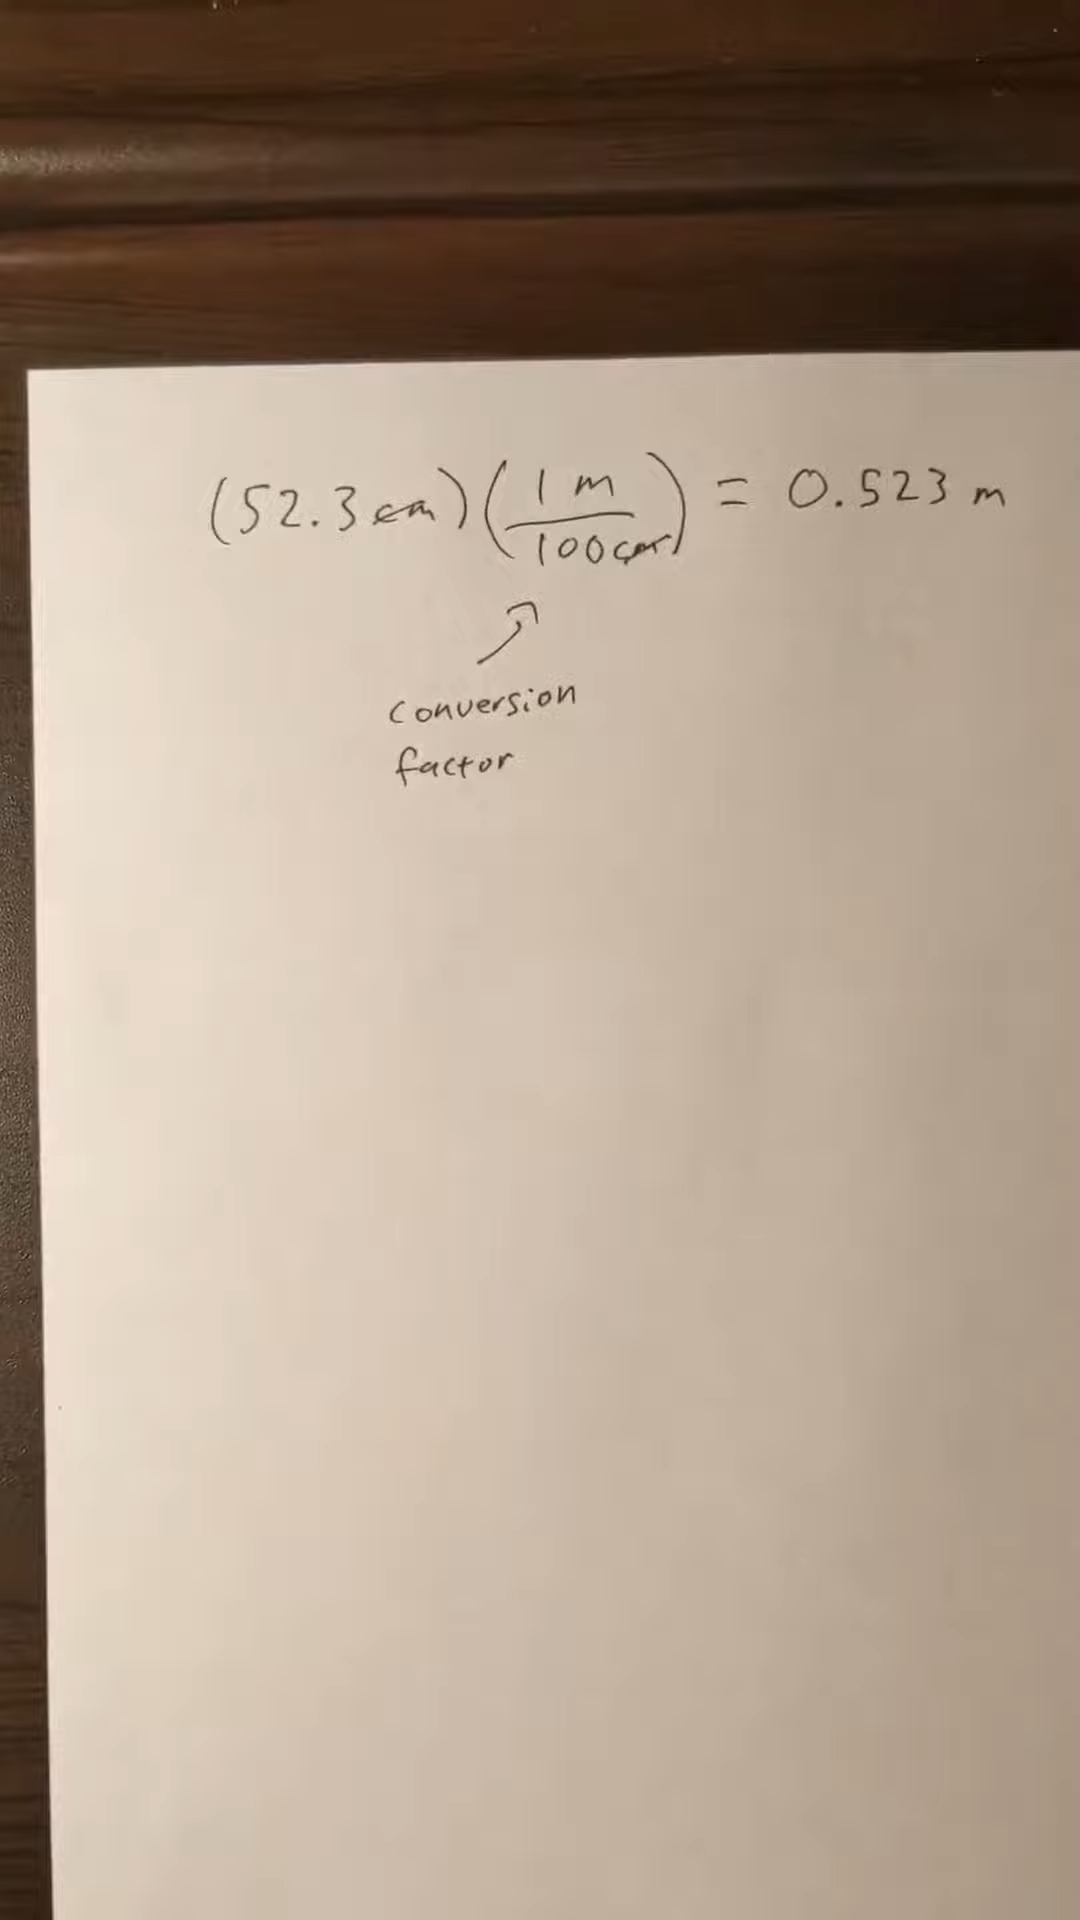 (52.3 cm)(1 m / 100 cm) = 0.523 m
conversion
factor